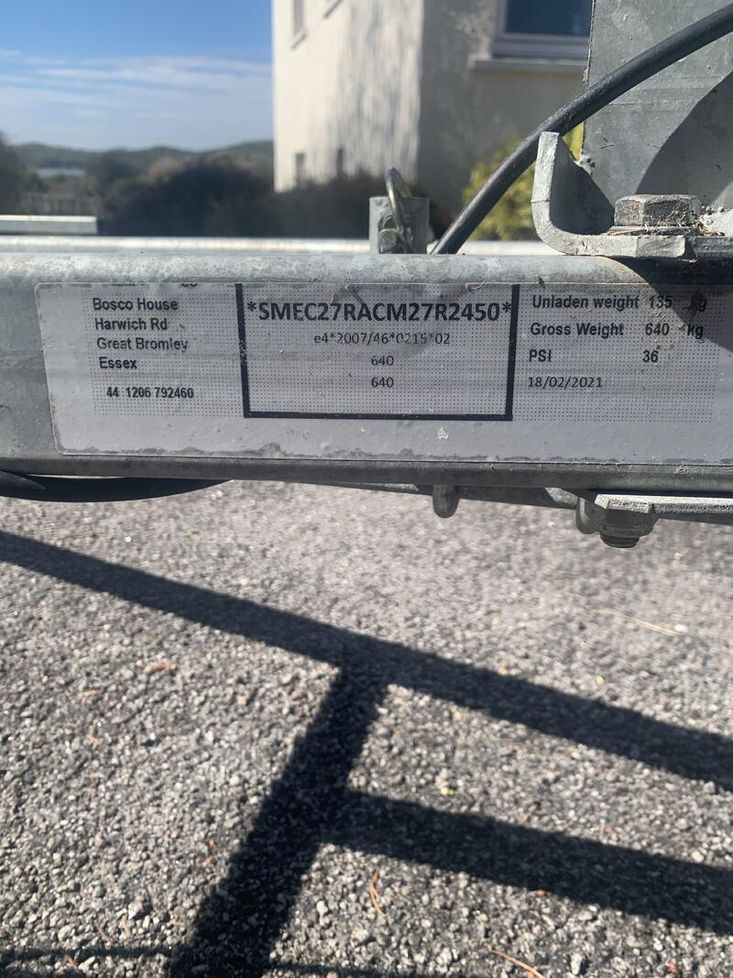 Bosco House
Harwich Rd
Great Bromley
Essex
44 1206 792460
*SMEC27RACM27R2450*
e4*2007/46*0215*02
640
640
Unladen weight 135 kg
Gross Weight 640 kg
PSI 36
18/02/2021